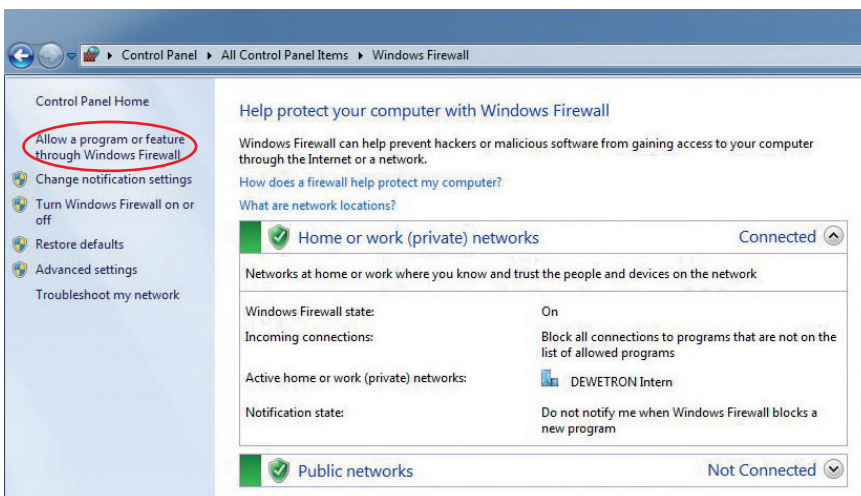 Control Panel ▸ All Control Panel Items ▸ Windows Firewall
Control Panel Home
Allow a program or feature
through Windows Firewall
Change notification settings
Turn Windows Firewall on or
off
Restore defaults
Advanced settings
Troubleshoot my network
Help protect your computer with Windows Firewall
Windows Firewall can help prevent hackers or malicious software from gaining access to your computer
through the Internet or a network.
How does a firewall help protect my computer?
What are network locations?
Home or work (private) networks Connected
Networks at home or work where you know and trust the people and devices on the network
Windows Firewall state: On
Incoming connections: Block all connections to programs that are not on the
list of allowed programs
Active home or work (private) networks: DEWETRON Intern
Notification state: Do not notify me when Windows Firewall blocks a
new program
Public networks Not Connected